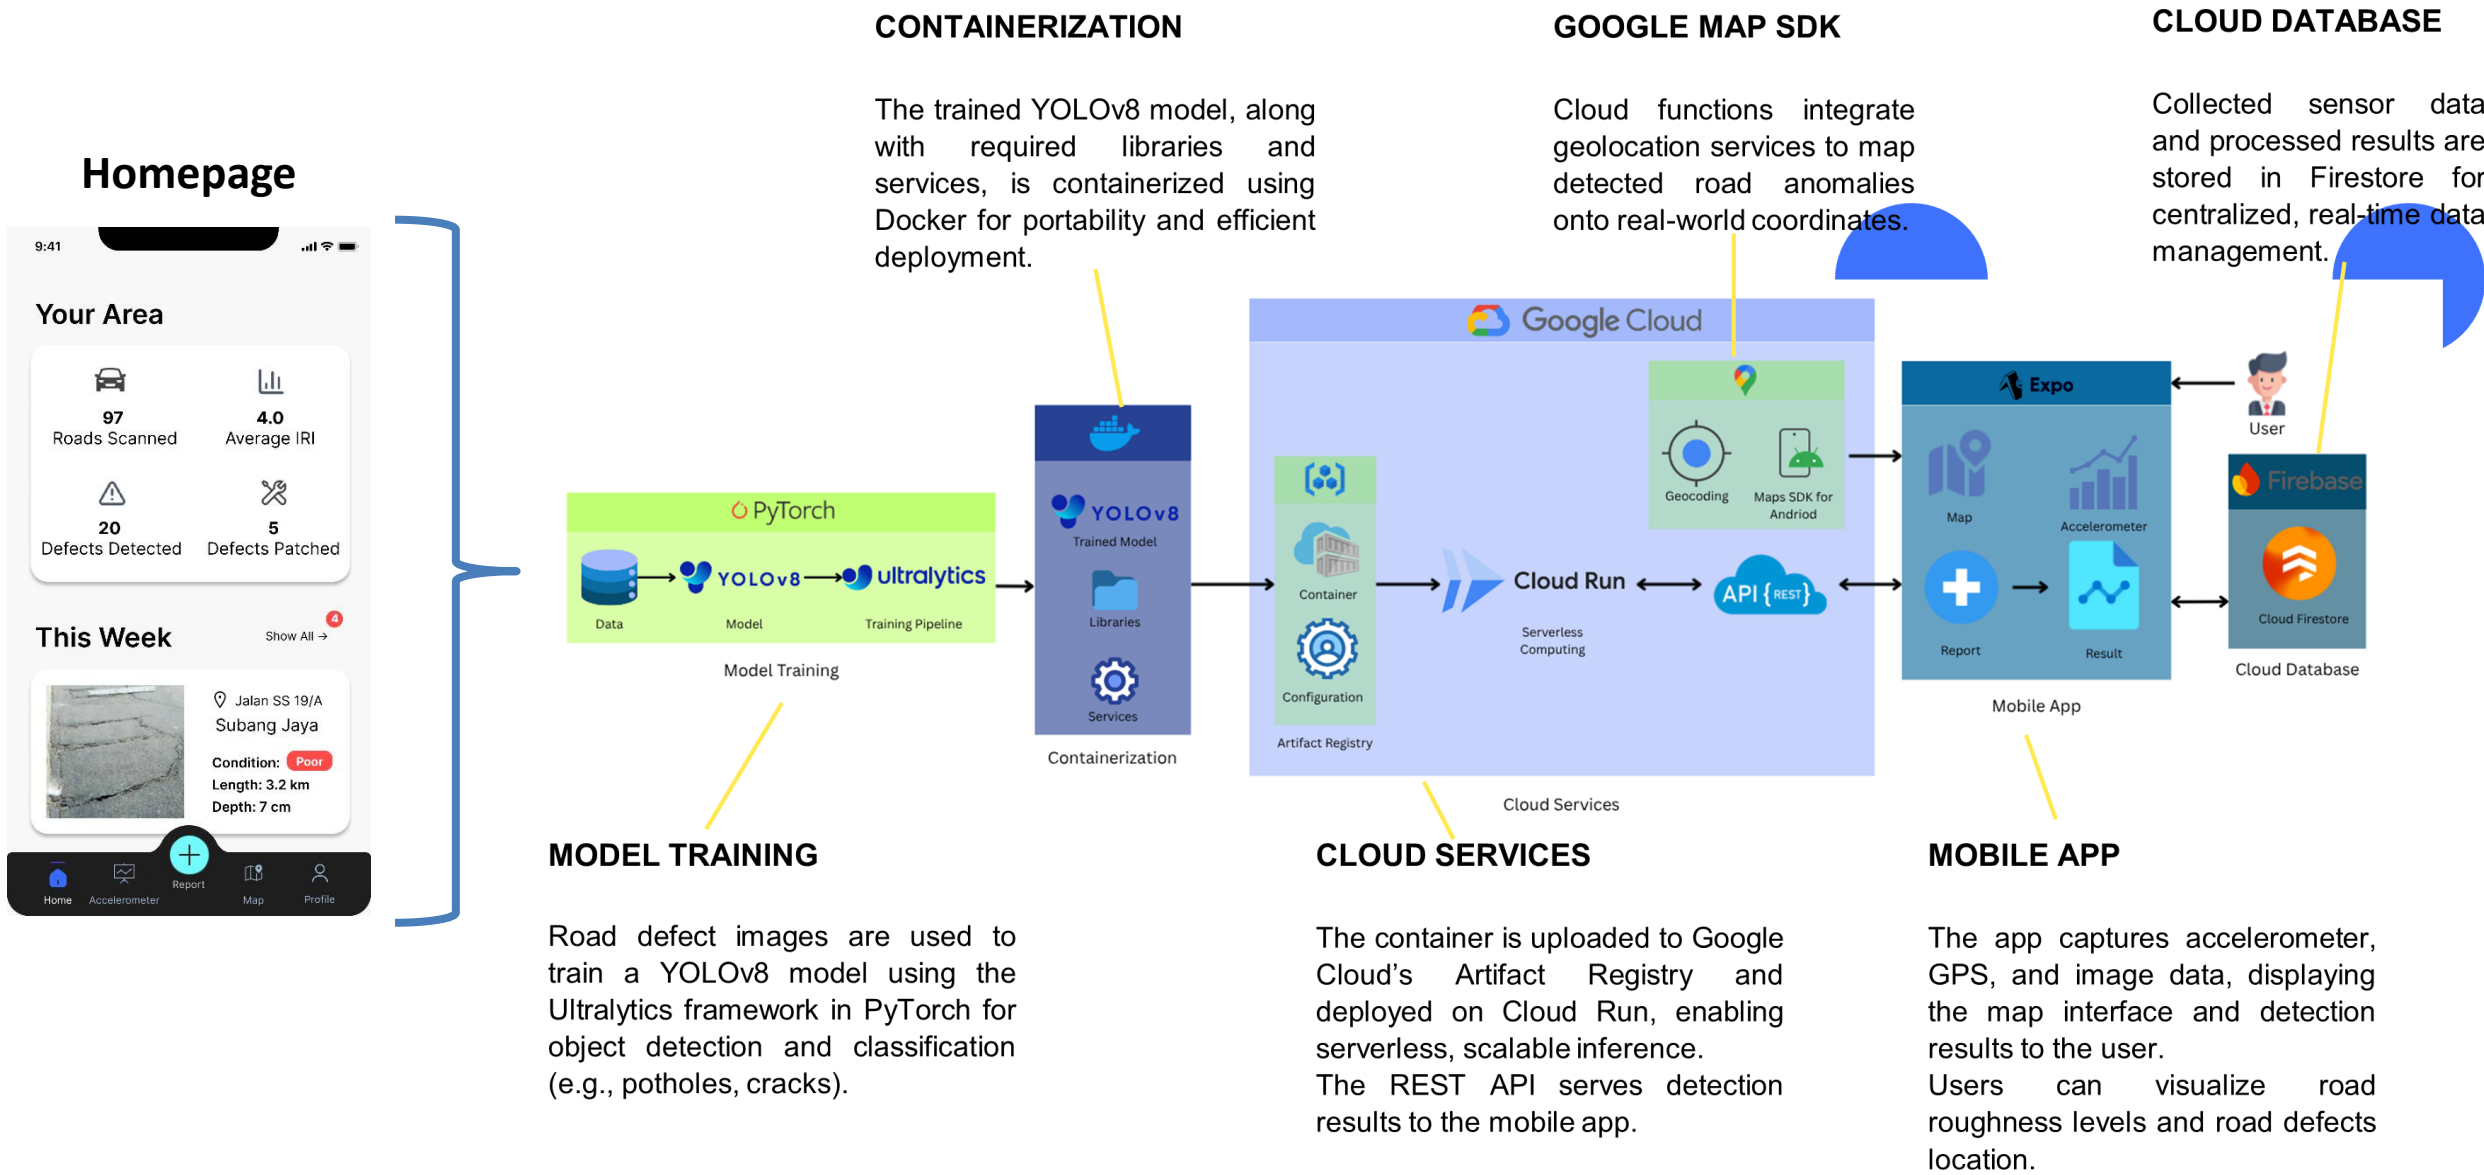 Homepage
9:41
Your Area
97
Roads Scanned
4.0
Average IRI
20
Defects Detected
5
Defects Patched
This Week
Show All →
4
Jalan SS 19/A
Subang Jaya
Condition: Poor
Length: 3.2 km
Depth: 7 cm
Home
Accelerometer
Report
Map
Profile
CONTAINERIZATION
The trained YOLOv8 model, along
with required libraries and
services, is containerized using
Docker for portability and efficient
deployment.
GOOGLE MAP SDK
Cloud functions integrate
geolocation services to map
detected road anomalies
onto real-world coordinates.
CLOUD DATABASE
Collected sensor data
and processed results are
stored in Firestore for
centralized, real-time data
management.
PyTorch
Data
YOLOv8
Model
ultralytics
Training Pipeline
Model Training
YOLOv8
Trained Model
Libraries
Services
Containerization
Google Cloud
Container
Configuration
Artifact Registry
Cloud Run
Serverless
Computing
Geocoding
Maps SDK for
Andriod
API {REST}
Cloud Services
Expo
Map
Accelerometer
Report
Result
Mobile App
User
Firebase
Cloud Firestore
Cloud Database
MODEL TRAINING
Road defect images are used to
train a YOLOv8 model using the
Ultralytics framework in PyTorch for
object detection and classification
(e.g., potholes, cracks).
CLOUD SERVICES
The container is uploaded to Google
Cloud’s Artifact Registry and
deployed on Cloud Run, enabling
serverless, scalable inference.
The REST API serves detection
results to the mobile app.
MOBILE APP
The app captures accelerometer,
GPS, and image data, displaying
the map interface and detection
results to the user.
Users can visualize road
roughness levels and road defects
location.